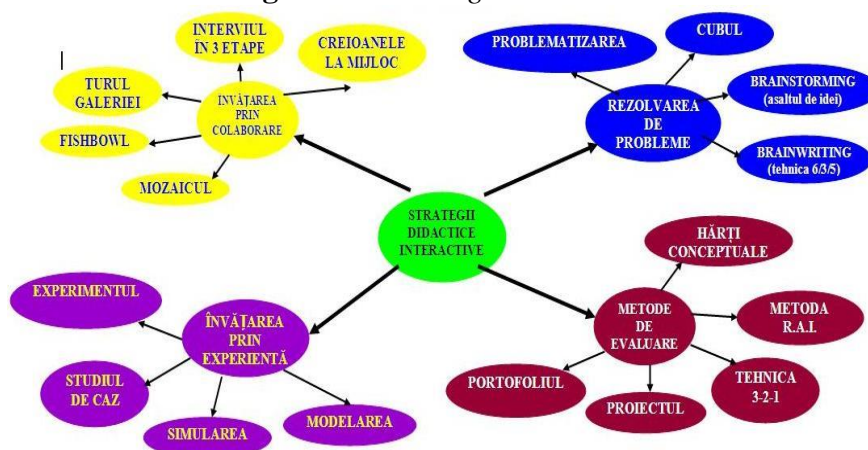 INTERVIUL
ÎN 3 ETAPE
CREIOANELE
LA MIJLOC
TURUL
GALERIEI
ÎNVĂȚAREA
PRIN
COLABORARE
FISHBOWL
MOZAICUL
PROBLEMATIZAREA
CUBUL
BRAINSTORMING
(asaltul de idei)
REZOLVAREA
DE
PROBLEME
BRAINWRITING
(tehnica 6/3/5)
STRATEGII
DIDACTICE
INTERACTIVE
EXPERIMENTUL
ÎNVĂȚAREA
PRIN
EXPERIENTĂ
STUDIUL
DE CAZ
SIMULAREA
MODELAREA
HĂRȚI
CONCEPTUALE
METODE
DE
EVALUARE
METODA
R.A.I.
PORTOFOLIUL
PROIECTUL
TEHNICA
3-2-1